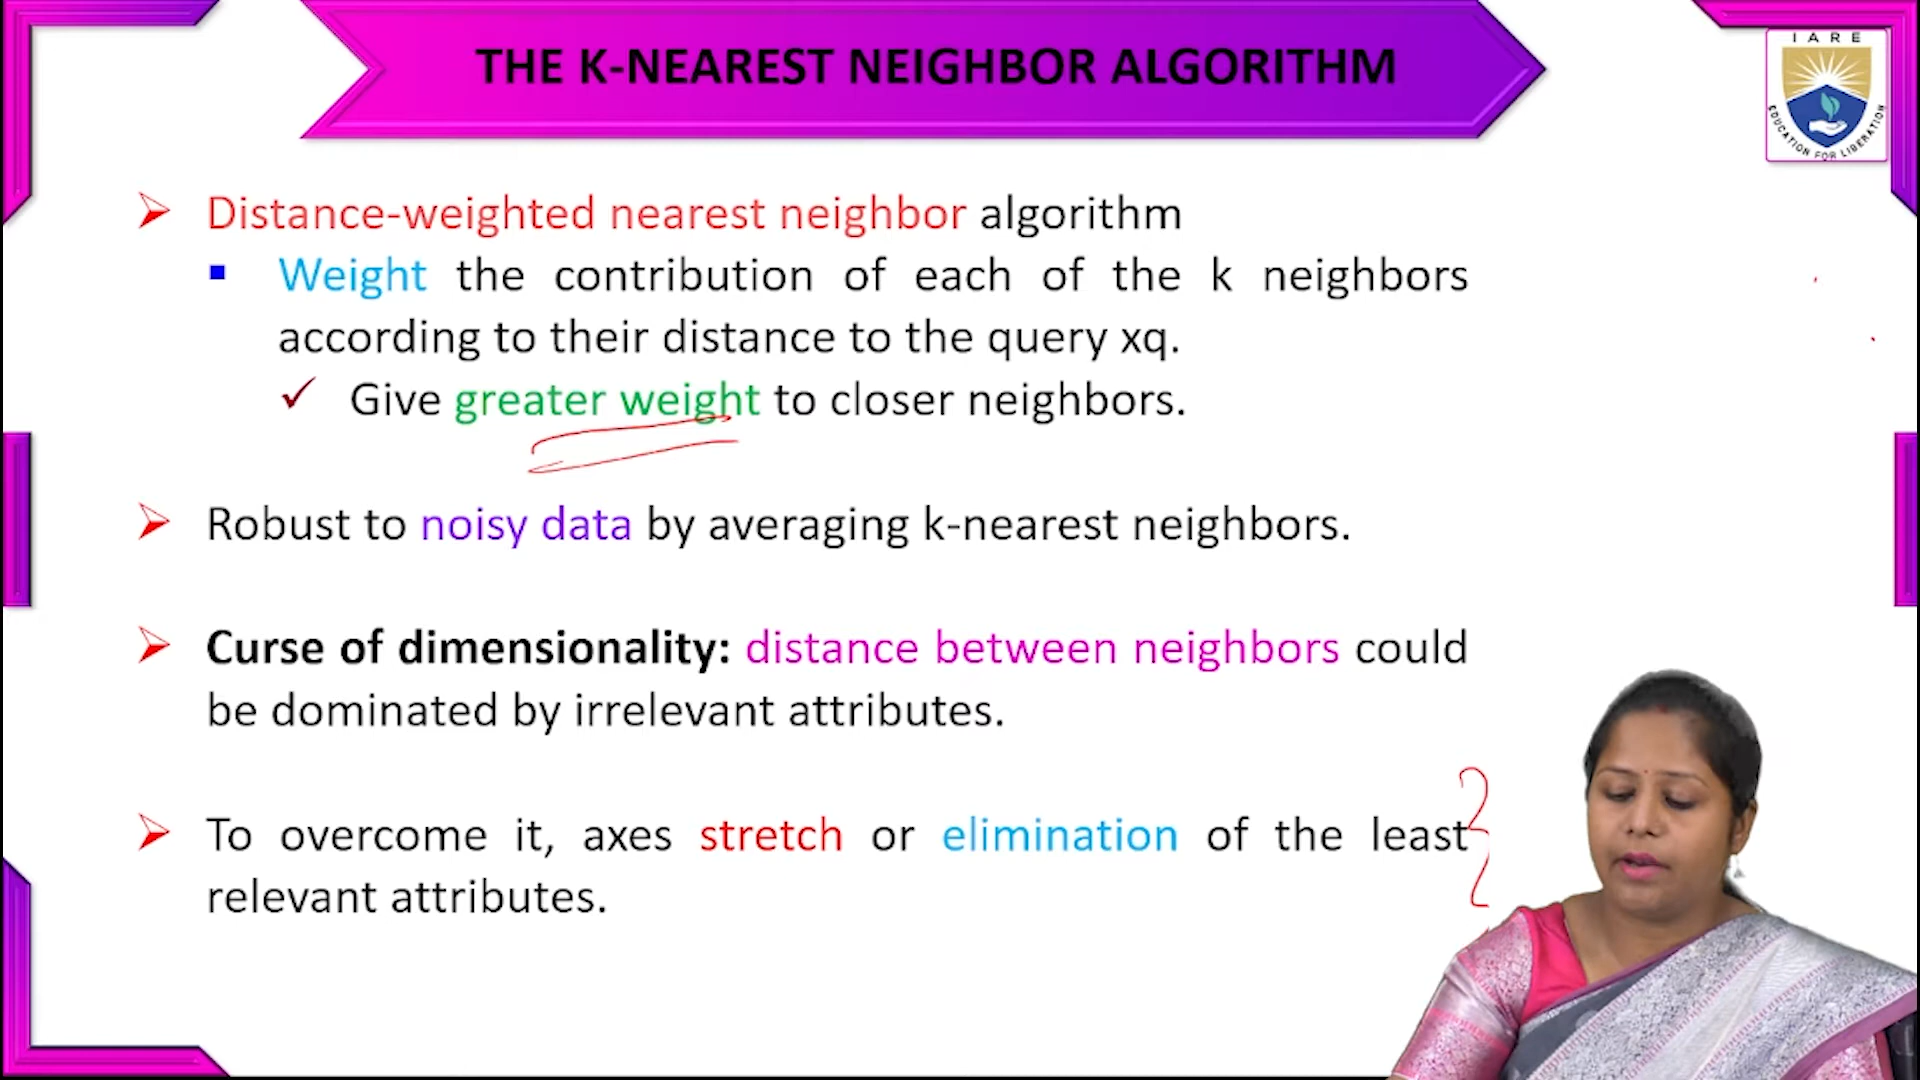 THE K-NEAREST NEIGHBOR ALGORITHM
IARE
EDUCATION FOR LIBERATION
Distance-weighted nearest neighbor algorithm
Weight the contribution of each of the k neighbors
according to their distance to the query xq.
Give greater weight to closer neighbors.
Robust to noisy data by averaging k-nearest neighbors.
Curse of dimensionality: distance between neighbors could
be dominated by irrelevant attributes.
To overcome it, axes stretch or elimination of the least
relevant attributes.